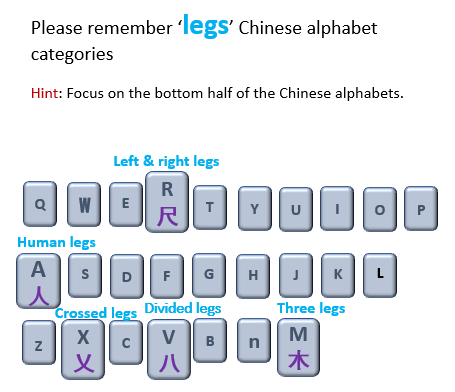 Please remember ‘legs’ Chinese alphabet
categories
Hint: Focus on the bottom half of the Chinese alphabets.
Left & right legs
Q W E R T Y U I O P
尺
Human legs
A S D F G H J K L
人
Crossed legs Divided legs Three legs
Z X C V B n M
乂 八 木